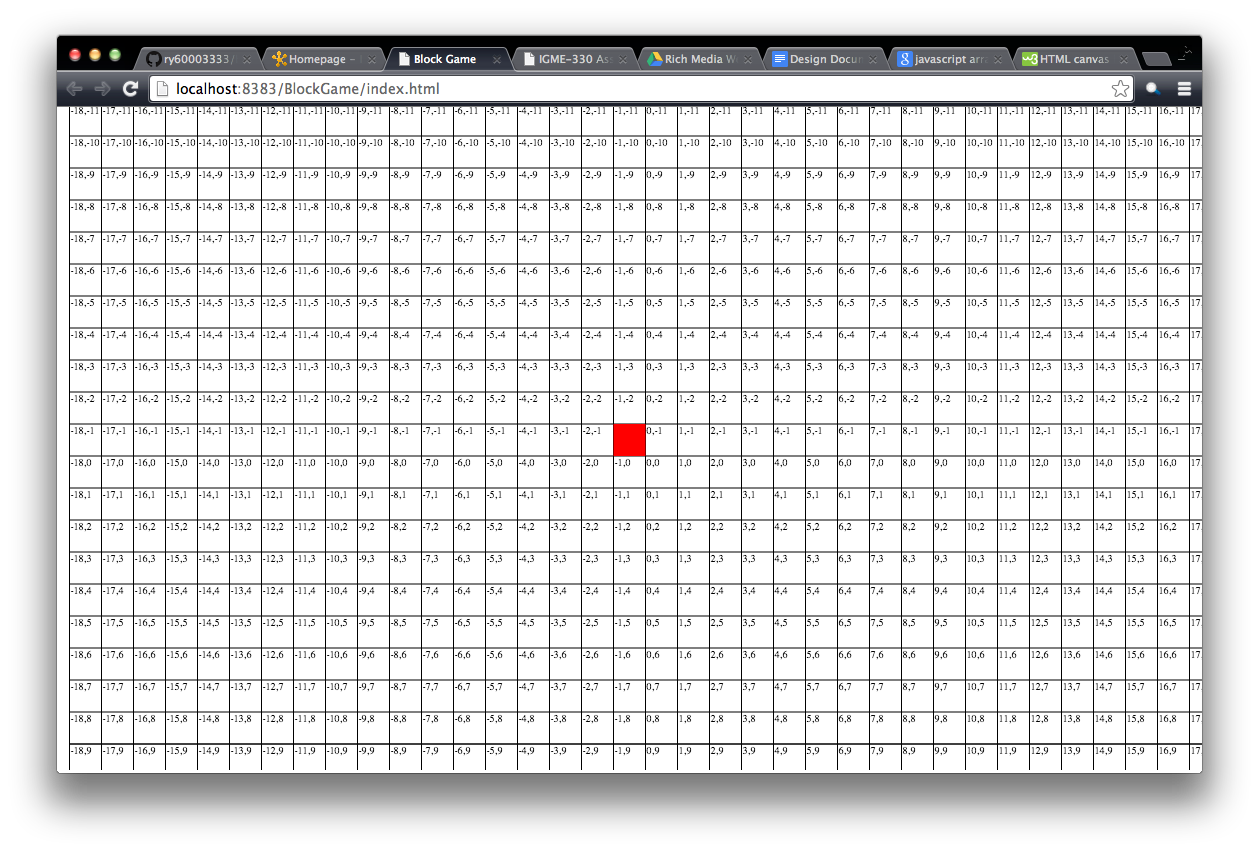 ry60003333/ Homepage - Block Game IGME-330 As Rich Media W Design Docur javascript arra HTML canvas
localhost:8383/BlockGame/index.html
-18,-11 -17,-11 -16,-11 -15,-11 -14,-11 -13,-11 -12,-11 -11,-11 -10,-11 -9,-11 -8,-11 -7,-11 -6,-11 -5,-11 -4,-11 -3,-11 -2,-11 -1,-11 0,-11 1,-11 2,-11 3,-11 4,-11 5,-11 6,-11 7,-11 8,-11 9,-11 10,-11 11,-11 12,-11 13,-11 14,-11 15,-11 16,-11 17
-18,-10 -17,-10 -16,-10 -15,-10 -14,-10 -13,-10 -12,-10 -11,-10 -10,-10 -9,-10 -8,-10 -7,-10 -6,-10 -5,-10 -4,-10 -3,-10 -2,-10 -1,-10 0,-10 1,-10 2,-10 3,-10 4,-10 5,-10 6,-10 7,-10 8,-10 9,-10 10,-10 11,-10 12,-10 13,-10 14,-10 15,-10 16,-10 17
-18,-9 -17,-9 -16,-9 -15,-9 -14,-9 -13,-9 -12,-9 -11,-9 -10,-9 -9,-9 -8,-9 -7,-9 -6,-9 -5,-9 -4,-9 -3,-9 -2,-9 -1,-9 0,-9 1,-9 2,-9 3,-9 4,-9 5,-9 6,-9 7,-9 8,-9 9,-9 10,-9 11,-9 12,-9 13,-9 14,-9 15,-9 16,-9 17
-18,-8 -17,-8 -16,-8 -15,-8 -14,-8 -13,-8 -12,-8 -11,-8 -10,-8 -9,-8 -8,-8 -7,-8 -6,-8 -5,-8 -4,-8 -3,-8 -2,-8 -1,-8 0,-8 1,-8 2,-8 3,-8 4,-8 5,-8 6,-8 7,-8 8,-8 9,-8 10,-8 11,-8 12,-8 13,-8 14,-8 15,-8 16,-8 17
-18,-7 -17,-7 -16,-7 -15,-7 -14,-7 -13,-7 -12,-7 -11,-7 -10,-7 -9,-7 -8,-7 -7,-7 -6,-7 -5,-7 -4,-7 -3,-7 -2,-7 -1,-7 0,-7 1,-7 2,-7 3,-7 4,-7 5,-7 6,-7 7,-7 8,-7 9,-7 10,-7 11,-7 12,-7 13,-7 14,-7 15,-7 16,-7 17
-18,-6 -17,-6 -16,-6 -15,-6 -14,-6 -13,-6 -12,-6 -11,-6 -10,-6 -9,-6 -8,-6 -7,-6 -6,-6 -5,-6 -4,-6 -3,-6 -2,-6 -1,-6 0,-6 1,-6 2,-6 3,-6 4,-6 5,-6 6,-6 7,-6 8,-6 9,-6 10,-6 11,-6 12,-6 13,-6 14,-6 15,-6 16,-6 17
-18,-5 -17,-5 -16,-5 -15,-5 -14,-5 -13,-5 -12,-5 -11,-5 -10,-5 -9,-5 -8,-5 -7,-5 -6,-5 -5,-5 -4,-5 -3,-5 -2,-5 -1,-5 0,-5 1,-5 2,-5 3,-5 4,-5 5,-5 6,-5 7,-5 8,-5 9,-5 10,-5 11,-5 12,-5 13,-5 14,-5 15,-5 16,-5 17
-18,-4 -17,-4 -16,-4 -15,-4 -14,-4 -13,-4 -12,-4 -11,-4 -10,-4 -9,-4 -8,-4 -7,-4 -6,-4 -5,-4 -4,-4 -3,-4 -2,-4 -1,-4 0,-4 1,-4 2,-4 3,-4 4,-4 5,-4 6,-4 7,-4 8,-4 9,-4 10,-4 11,-4 12,-4 13,-4 14,-4 15,-4 16,-4 17
-18,-3 -17,-3 -16,-3 -15,-3 -14,-3 -13,-3 -12,-3 -11,-3 -10,-3 -9,-3 -8,-3 -7,-3 -6,-3 -5,-3 -4,-3 -3,-3 -2,-3 -1,-3 0,-3 1,-3 2,-3 3,-3 4,-3 5,-3 6,-3 7,-3 8,-3 9,-3 10,-3 11,-3 12,-3 13,-3 14,-3 15,-3 16,-3 17
-18,-2 -17,-2 -16,-2 -15,-2 -14,-2 -13,-2 -12,-2 -11,-2 -10,-2 -9,-2 -8,-2 -7,-2 -6,-2 -5,-2 -4,-2 -3,-2 -2,-2 -1,-2 0,-2 1,-2 2,-2 3,-2 4,-2 5,-2 6,-2 7,-2 8,-2 9,-2 10,-2 11,-2 12,-2 13,-2 14,-2 15,-2 16,-2 17
-18,-1 -17,-1 -16,-1 -15,-1 -14,-1 -13,-1 -12,-1 -11,-1 -10,-1 -9,-1 -8,-1 -7,-1 -6,-1 -5,-1 -4,-1 -3,-1 -2,-1 0,-1 1,-1 2,-1 3,-1 4,-1 5,-1 6,-1 7,-1 8,-1 9,-1 10,-1 11,-1 12,-1 13,-1 14,-1 15,-1 16,-1 17
-18,0 -17,0 -16,0 -15,0 -14,0 -13,0 -12,0 -11,0 -10,0 -9,0 -8,0 -7,0 -6,0 -5,0 -4,0 -3,0 -2,0 -1,0 0,0 1,0 2,0 3,0 4,0 5,0 6,0 7,0 8,0 9,0 10,0 11,0 12,0 13,0 14,0 15,0 16,0 17
-18,1 -17,1 -16,1 -15,1 -14,1 -13,1 -12,1 -11,1 -10,1 -9,1 -8,1 -7,1 -6,1 -5,1 -4,1 -3,1 -2,1 -1,1 0,1 1,1 2,1 3,1 4,1 5,1 6,1 7,1 8,1 9,1 10,1 11,1 12,1 13,1 14,1 15,1 16,1 17
-18,2 -17,2 -16,2 -15,2 -14,2 -13,2 -12,2 -11,2 -10,2 -9,2 -8,2 -7,2 -6,2 -5,2 -4,2 -3,2 -2,2 -1,2 0,2 1,2 2,2 3,2 4,2 5,2 6,2 7,2 8,2 9,2 10,2 11,2 12,2 13,2 14,2 15,2 16,2 17
-18,3 -17,3 -16,3 -15,3 -14,3 -13,3 -12,3 -11,3 -10,3 -9,3 -8,3 -7,3 -6,3 -5,3 -4,3 -3,3 -2,3 -1,3 0,3 1,3 2,3 3,3 4,3 5,3 6,3 7,3 8,3 9,3 10,3 11,3 12,3 13,3 14,3 15,3 16,3 17
-18,4 -17,4 -16,4 -15,4 -14,4 -13,4 -12,4 -11,4 -10,4 -9,4 -8,4 -7,4 -6,4 -5,4 -4,4 -3,4 -2,4 -1,4 0,4 1,4 2,4 3,4 4,4 5,4 6,4 7,4 8,4 9,4 10,4 11,4 12,4 13,4 14,4 15,4 16,4 17
-18,5 -17,5 -16,5 -15,5 -14,5 -13,5 -12,5 -11,5 -10,5 -9,5 -8,5 -7,5 -6,5 -5,5 -4,5 -3,5 -2,5 -1,5 0,5 1,5 2,5 3,5 4,5 5,5 6,5 7,5 8,5 9,5 10,5 11,5 12,5 13,5 14,5 15,5 16,5 17
-18,6 -17,6 -16,6 -15,6 -14,6 -13,6 -12,6 -11,6 -10,6 -9,6 -8,6 -7,6 -6,6 -5,6 -4,6 -3,6 -2,6 -1,6 0,6 1,6 2,6 3,6 4,6 5,6 6,6 7,6 8,6 9,6 10,6 11,6 12,6 13,6 14,6 15,6 16,6 17
-18,7 -17,7 -16,7 -15,7 -14,7 -13,7 -12,7 -11,7 -10,7 -9,7 -8,7 -7,7 -6,7 -5,7 -4,7 -3,7 -2,7 -1,7 0,7 1,7 2,7 3,7 4,7 5,7 6,7 7,7 8,7 9,7 10,7 11,7 12,7 13,7 14,7 15,7 16,7 17
-18,8 -17,8 -16,8 -15,8 -14,8 -13,8 -12,8 -11,8 -10,8 -9,8 -8,8 -7,8 -6,8 -5,8 -4,8 -3,8 -2,8 -1,8 0,8 1,8 2,8 3,8 4,8 5,8 6,8 7,8 8,8 9,8 10,8 11,8 12,8 13,8 14,8 15,8 16,8 17
-18,9 -17,9 -16,9 -15,9 -14,9 -13,9 -12,9 -11,9 -10,9 -9,9 -8,9 -7,9 -6,9 -5,9 -4,9 -3,9 -2,9 -1,9 0,9 1,9 2,9 3,9 4,9 5,9 6,9 7,9 8,9 9,9 10,9 11,9 12,9 13,9 14,9 15,9 16,9 17